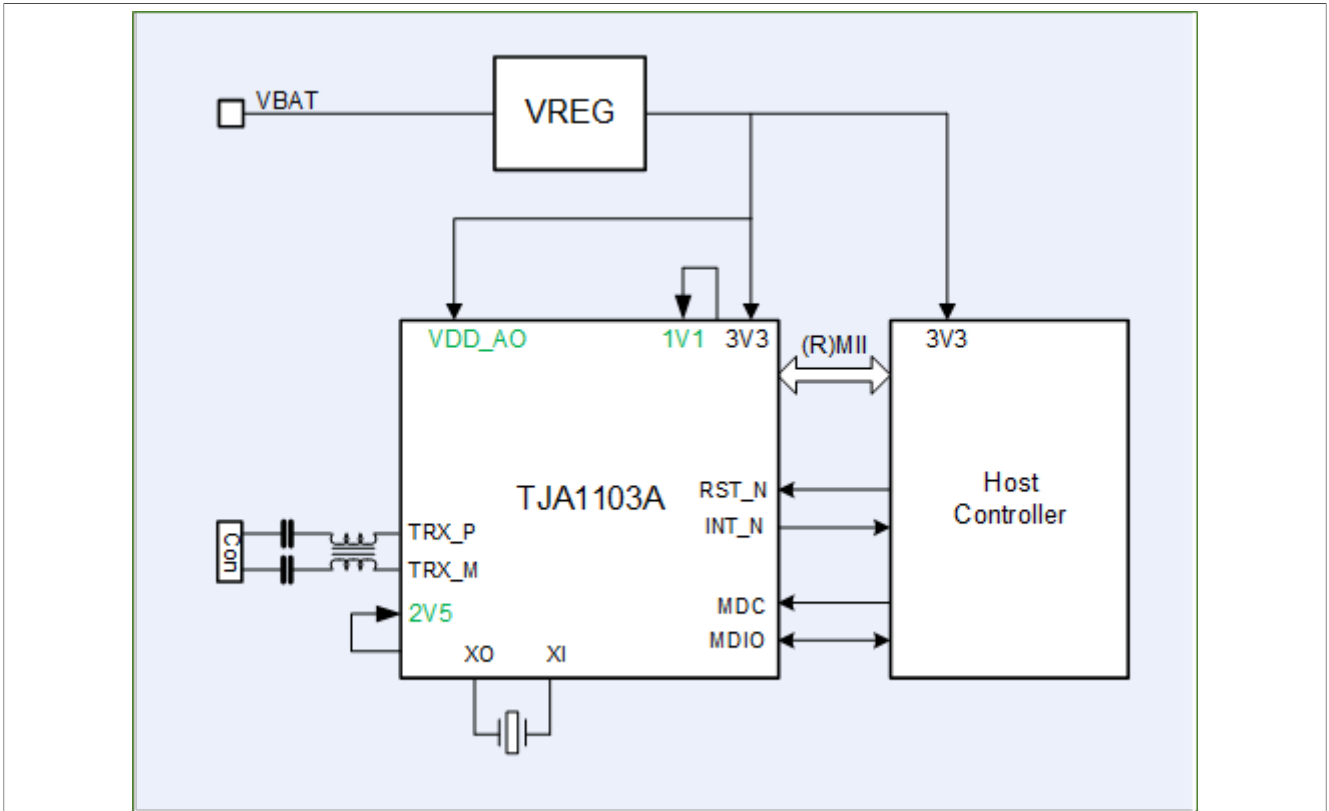 VBAT
VREG
VDD_AO
1V1
3V3
(R)MII
3V3
TJA1103A
RST_N
INT_N
Host
Controller
Con
TRX_P
TRX_M
MDC
2V5
MDIO
XO
XI